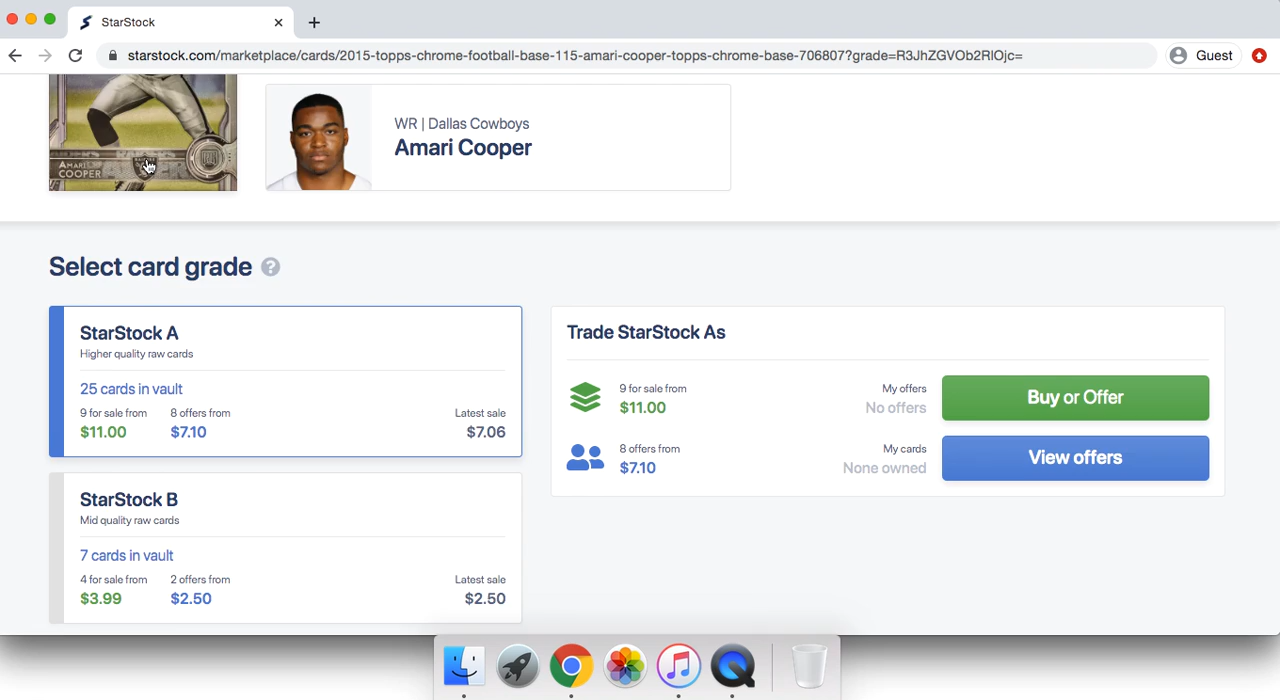 StarStock
starstock.com/marketplace/cards/2015-topps-chrome-football-base-115-amari-cooper-topps-chrome-base-706807?grade=R3JhZGVOb2RlOjc=
Guest
AMARI
COOPER
WR | Dallas Cowboys
Amari Cooper
Select card grade ?
StarStock A
Higher quality raw cards
25 cards in vault
9 for sale from 8 offers from Latest sale
$11.00 $7.10 $7.06
StarStock B
Mid quality raw cards
7 cards in vault
4 for sale from 2 offers from Latest sale
$3.99 $2.50 $2.50
Trade StarStock As
9 for sale from My offers
$11.00 No offers
Buy or Offer
8 offers from My cards
$7.10 None owned
View offers